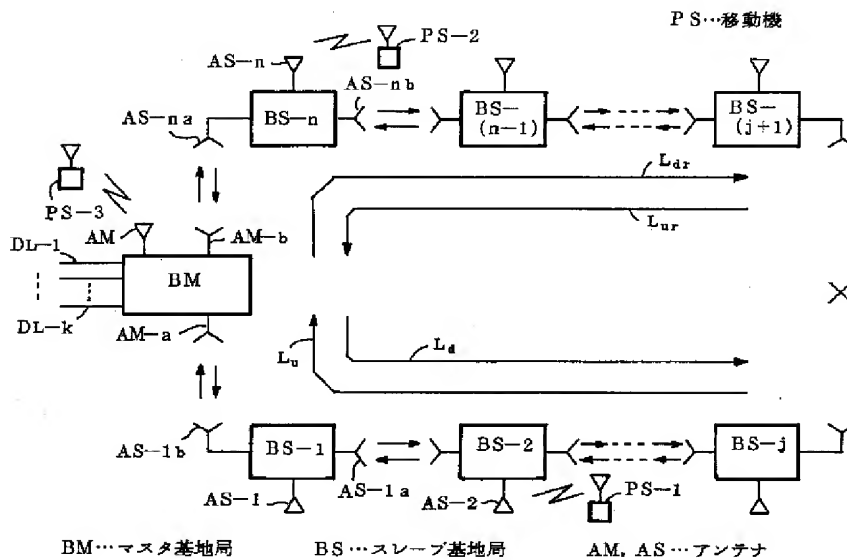 PS…移動機
AS−n
PS−2
AS−nb
AS−na
BS−n
BS−
(n−1)
BS−
(j+1)
PS−3
AM
AM−b
Ldr
Lur
DL−1
BM
DL−k
AM−a
Lu
Ld
AS−1b
BS−1
AS−1a
BS−2
BS−j
AS−1
AS−2
PS−1
BM…マスタ基地局 BS…スレーブ基地局 AM, AS…アンテナ